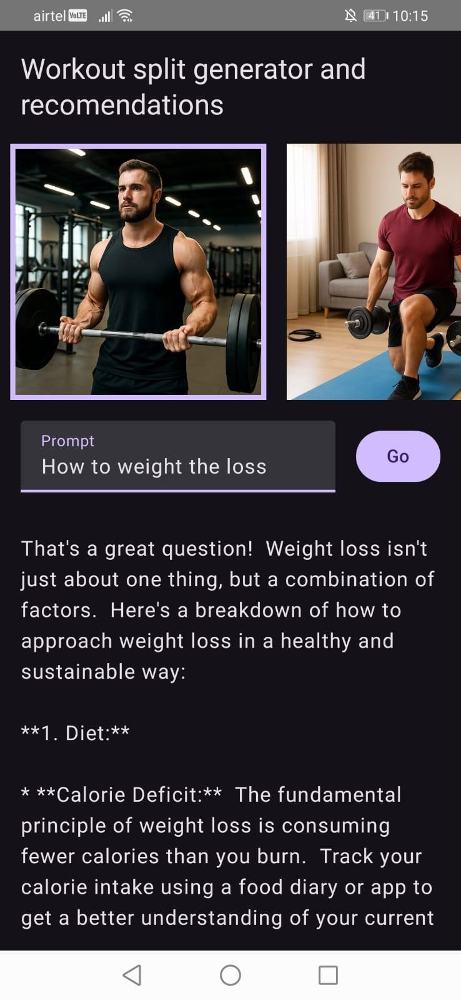 airtel VoLTE 41 10:15
Workout split generator and
recomendations
Prompt
How to weight the loss
Go
That's a great question!  Weight loss isn't
just about one thing, but a combination of
factors.  Here's a breakdown of how to
approach weight loss in a healthy and
sustainable way:
**1. Diet:**
* **Calorie Deficit:**  The fundamental
principle of weight loss is consuming
fewer calories than you burn.  Track your
calorie intake using a food diary or app to
get a better understanding of your current